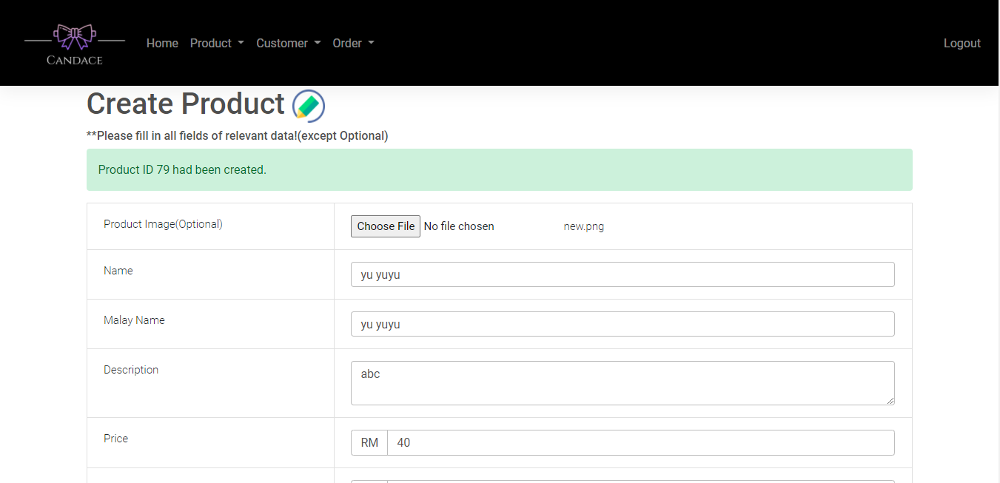 CANDACE
Home Product Customer Order Logout
Create Product
**Please fill in all fields of relevant data!(except Optional)
Product ID 79 had been created.
Product Image(Optional) Choose File No file chosen new.png
Name yu yuyu
Malay Name yu yuyu
Description abc
Price RM 40